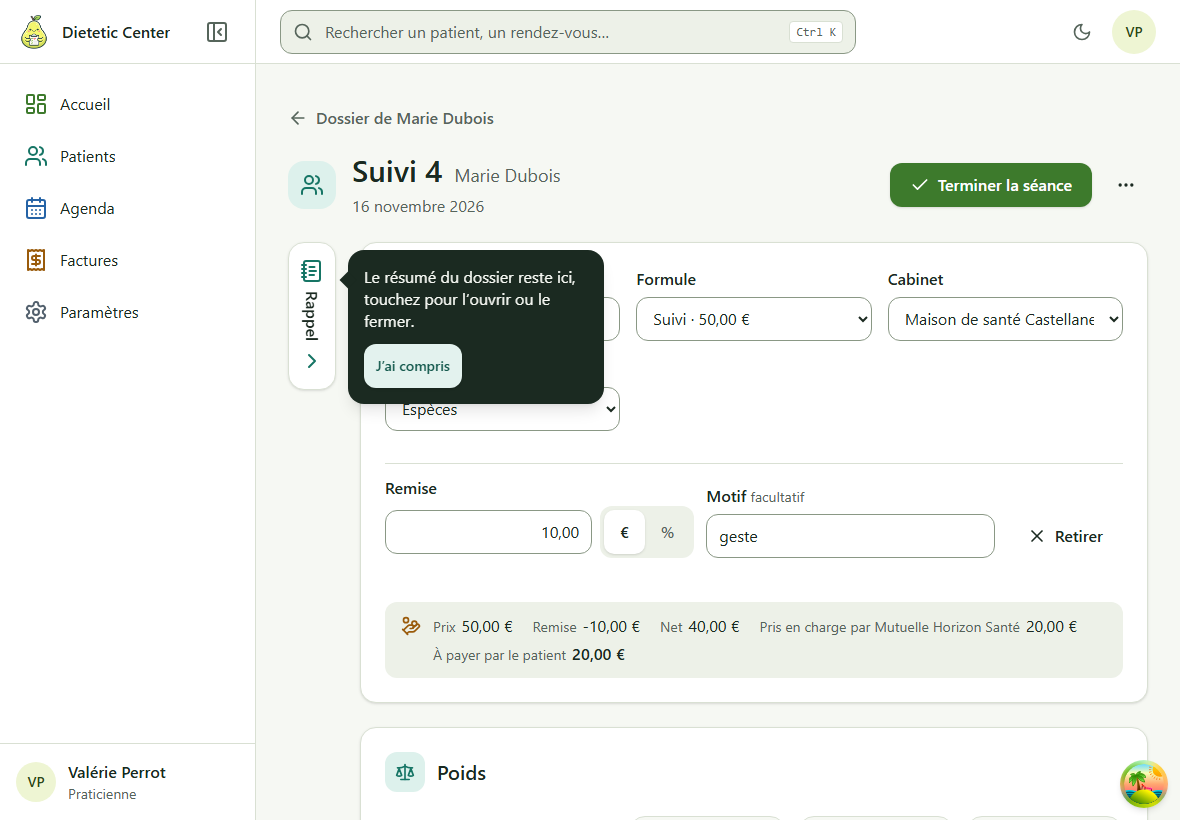 Dietetic Center
Rechercher un patient, un rendez-vous...
Ctrl K
VP
Accueil
Patients
Agenda
Factures
Paramètres
Dossier de Marie Dubois
Suivi 4 Marie Dubois
16 novembre 2026
Terminer la séance
Rappel
Le résumé du dossier reste ici,
touchez pour l’ouvrir ou le
fermer.
J’ai compris
Formule
Suivi · 50,00 €
Cabinet
Maison de santé Castellane
Espèces
Remise
10,00
€
%
Motif facultatif
geste
Retirer
Prix 50,00 € Remise -10,00 € Net 40,00 € Pris en charge par Mutuelle Horizon Santé 20,00 €
À payer par le patient 20,00 €
Poids
VP
Valérie Perrot
Praticienne